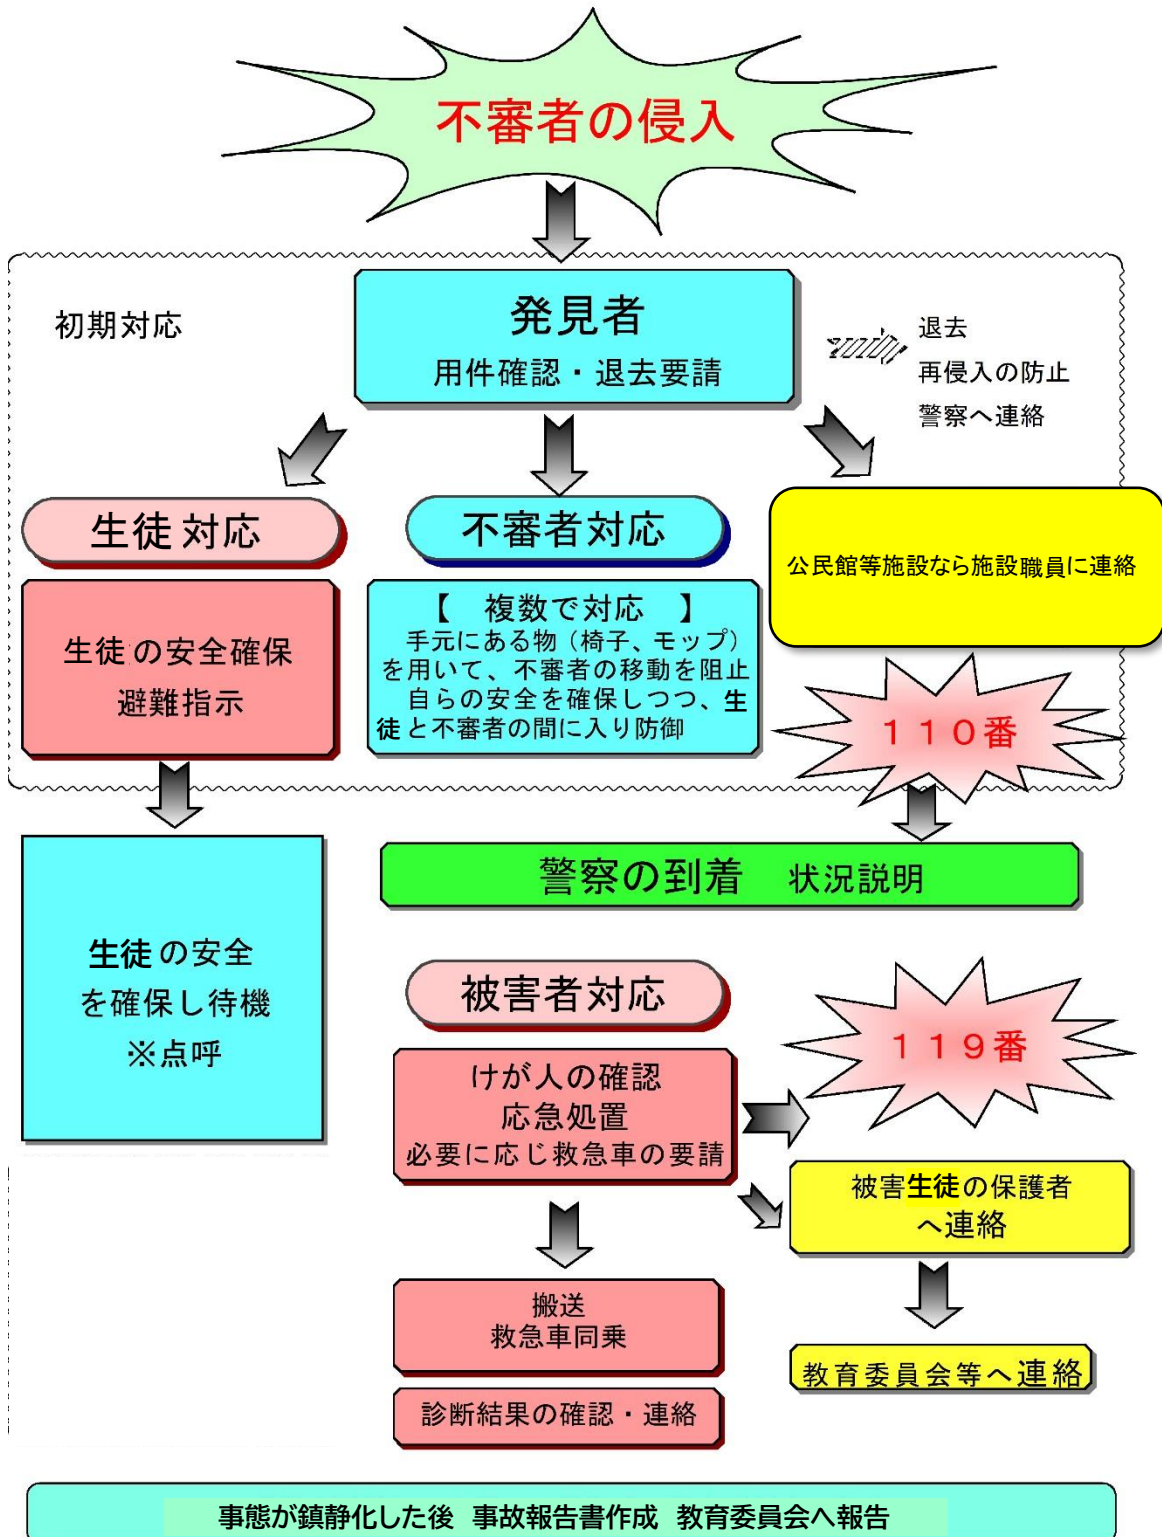 不審者の侵入
初期対応
発見者
用件確認・退去要請
退去
再侵入の防止
警察へ連絡
生徒対応
不審者対応
公民館等施設なら施設職員に連絡
生徒の安全確保
避難指示
【　複数で対応　】
手元にある物（椅子、モップ）
を用いて、不審者の移動を阻止
自らの安全を確保しつつ、生
徒と不審者の間に入り防御
１１０番
警察の到着　状況説明
生徒の安全
を確保し待機
※点呼
被害者対応
けが人の確認
応急処置
必要に応じ救急車の要請
１１９番
被害生徒の保護者
へ連絡
搬送
救急車同乗
教育委員会等へ連絡
診断結果の確認・連絡
事態が鎮静化した後　事故報告書作成　教育委員会へ報告